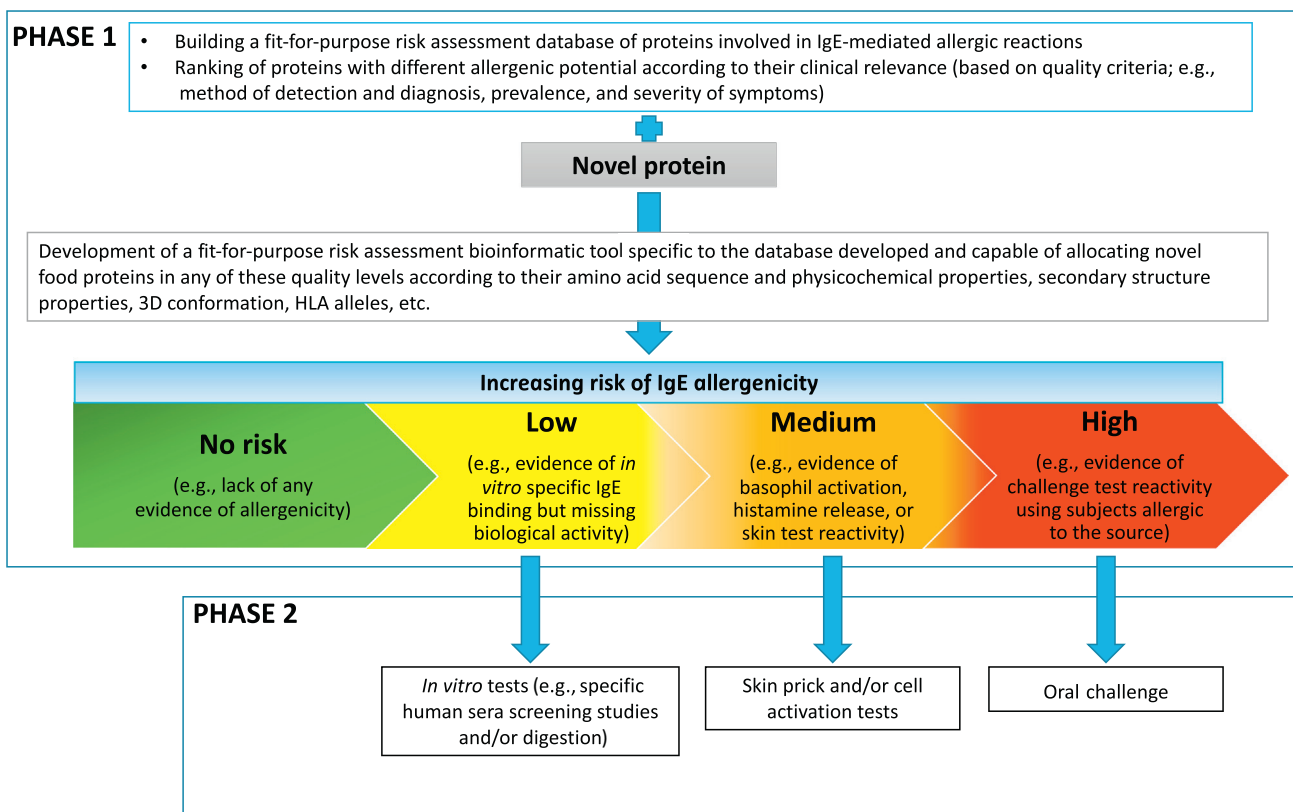 PHASE 1
• Building a fit-for-purpose risk assessment database of proteins involved in IgE-mediated allergic reactions
• Ranking of proteins with different allergenic potential according to their clinical relevance (based on quality criteria; e.g.,
method of detection and diagnosis, prevalence, and severity of symptoms)
Novel protein
Development of a fit-for-purpose risk assessment bioinformatic tool specific to the database developed and capable of allocating novel
food proteins in any of these quality levels according to their amino acid sequence and physicochemical properties, secondary structure
properties, 3D conformation, HLA alleles, etc.
Increasing risk of IgE allergenicity
No risk
(e.g., lack of any
evidence of allergenicity)
Low
(e.g., evidence of in
vitro specific IgE
binding but missing
biological activity)
Medium
(e.g., evidence of
basophil activation,
histamine release, or
skin test reactivity)
High
(e.g., evidence of
challenge test reactivity
using subjects allergic
to the source)
PHASE 2
In vitro tests (e.g., specific
human sera screening studies
and/or digestion)
Skin prick and/or cell
activation tests
Oral challenge